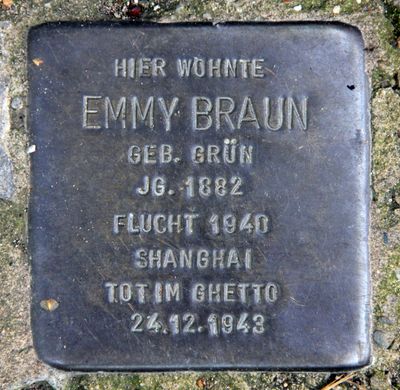 HIER WOHNTE
EMMY BRAUN
GEB. GRÜN
JG. 1882
FLUCHT 1940
SHANGHAI
TOT IM GHETTO
24.12.1943